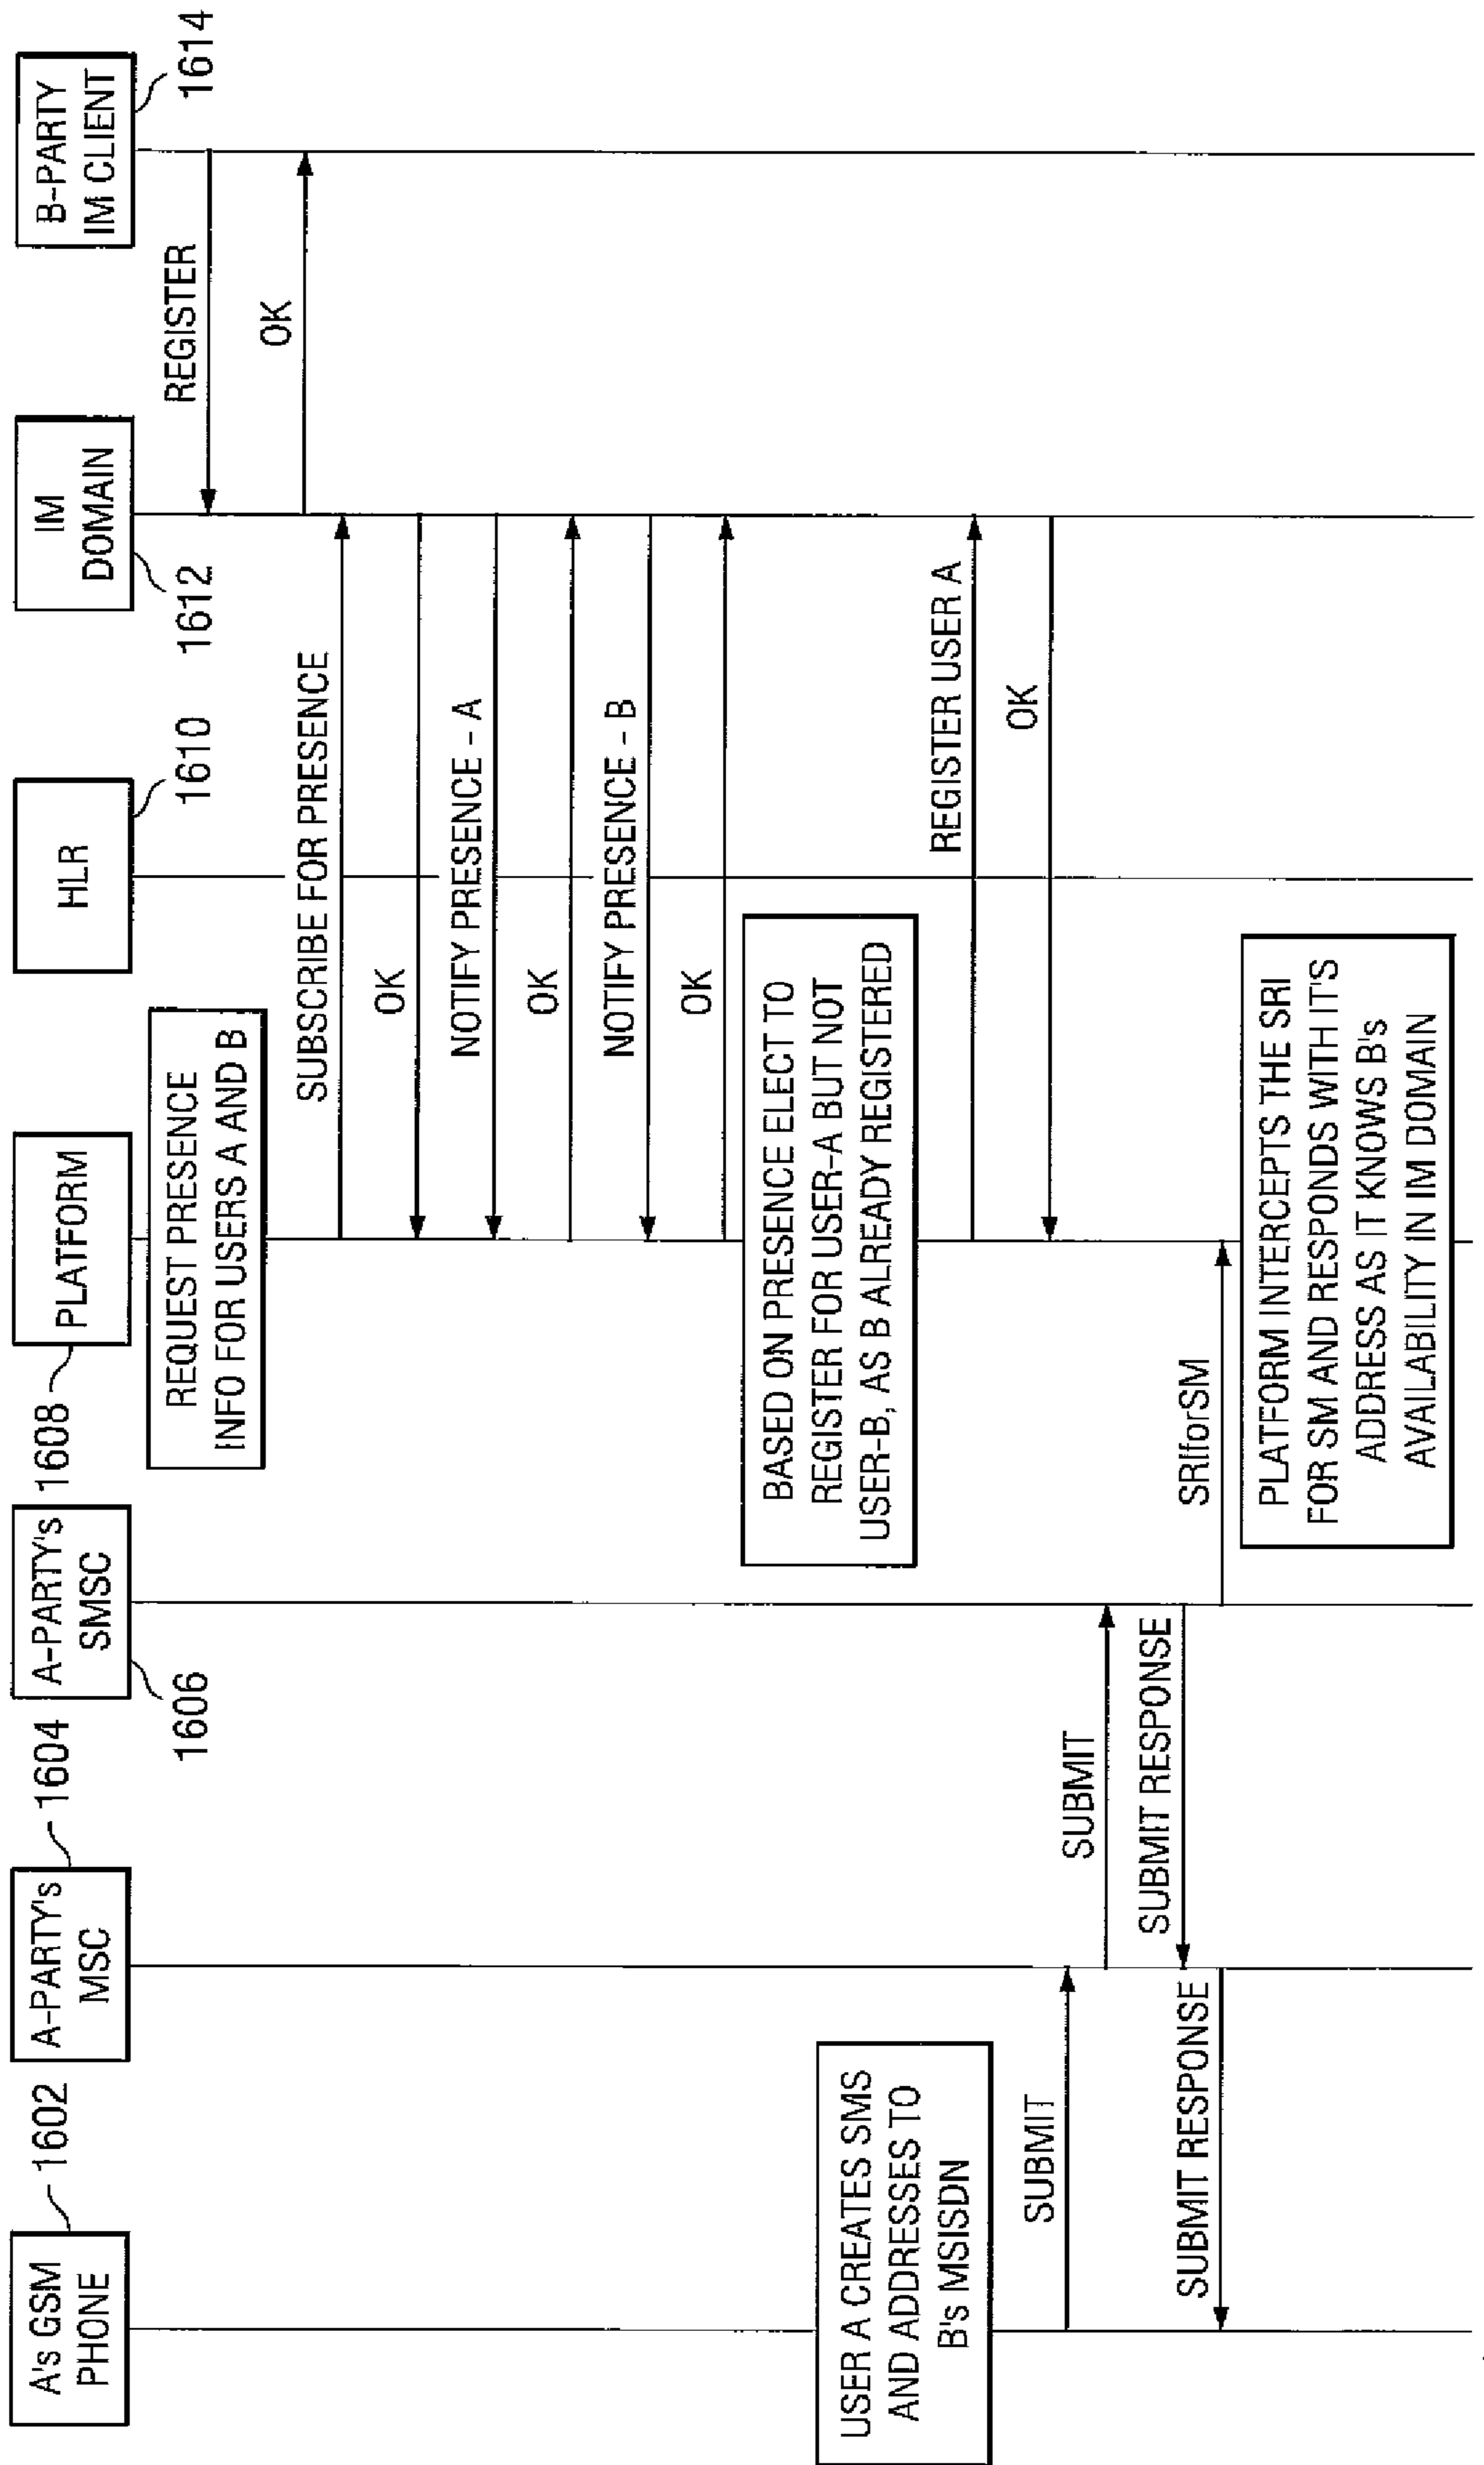 A's GSM
PHONE
1602
A-PARTY's
MSC
1604
A-PARTY's
SMSC
1606
PLATFORM
1608
HLR
1610
IM
DOMAIN
1612
B-PARTY
IM CLIENT
1614
REGISTER
OK
REQUEST PRESENCE
INFO FOR USERS A AND B
SUBSCRIBE FOR PRESENCE
OK
NOTIFY PRESENCE - A
OK
NOTIFY PRESENCE - B
OK
BASED ON PRESENCE ELECT TO
REGISTER FOR USER-A BUT NOT
USER-B, AS B ALREADY REGISTERED
USER A CREATES SMS
AND ADDRESSES TO
B's MSISDN
REGISTER USER A
OK
SUBMIT
SUBMIT
SUBMIT RESPONSE
SUBMIT RESPONSE
SRIforSM
PLATFORM INTERCEPTS THE SRI
FOR SM AND RESPONDS WITH IT'S
ADDRESS AS IT KNOWS B's
AVAILABILITY IN IM DOMAIN